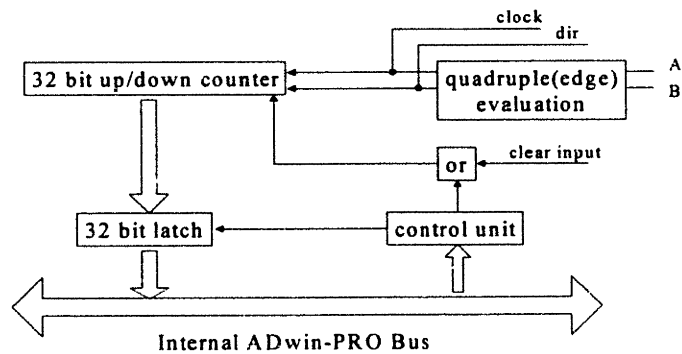 clock
dir
32 bit up/down counter
quadruple(edge)
evaluation
A
B
or
clear input
32 bit latch
control unit
Internal ADwin-PRO Bus